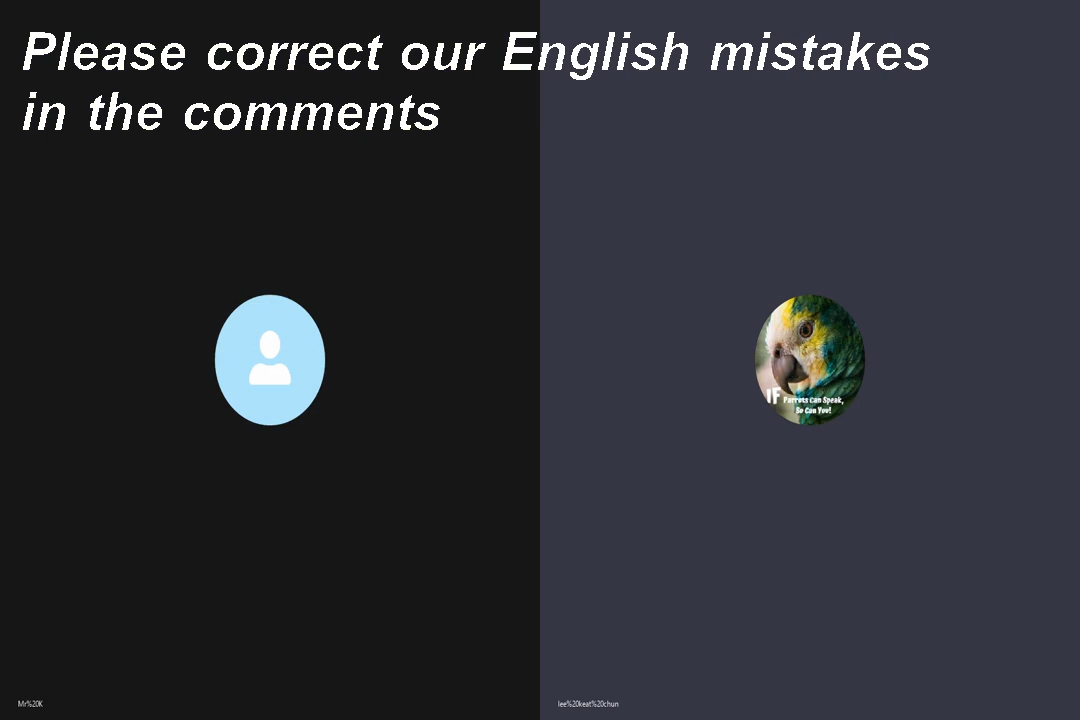 Please correct our English mistakes
in the comments
IF Parrots Can Speak,
So Can You!
Mr%20K
lee%20keat%20chun